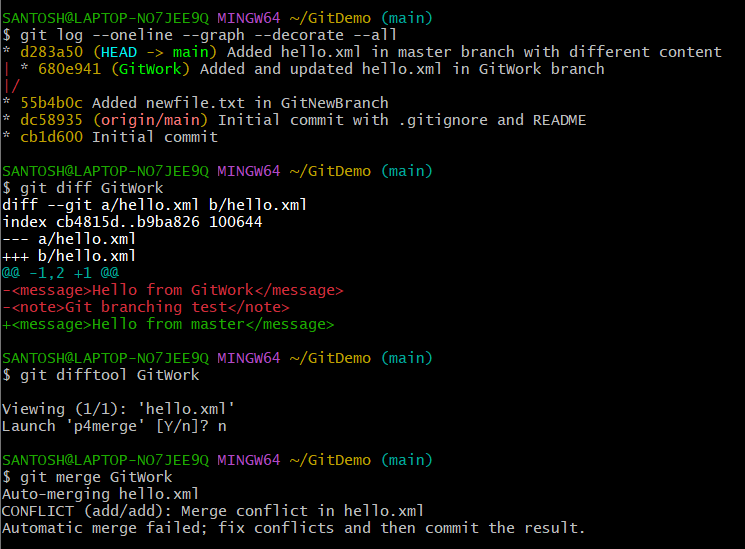 SANTOSH@LAPTOP-NO7JEE9Q MINGW64 ~/GitDemo (main)
$ git log --oneline --graph --decorate --all
* d283a50 (HEAD -> main) Added hello.xml in master branch with different content
| * 680e941 (GitWork) Added and updated hello.xml in GitWork branch
|/
* 55b4b0c Added newfile.txt in GitNewBranch
* dc58935 (origin/main) Initial commit with .gitignore and README
* cb1d600 Initial commit

SANTOSH@LAPTOP-NO7JEE9Q MINGW64 ~/GitDemo (main)
$ git diff GitWork
diff --git a/hello.xml b/hello.xml
index cb4815d..b9ba826 100644
--- a/hello.xml
+++ b/hello.xml
@@ -1,2 +1 @@
-<message>Hello from GitWork</message>
-<note>Git branching test</note>
+<message>Hello from master</message>

SANTOSH@LAPTOP-NO7JEE9Q MINGW64 ~/GitDemo (main)
$ git difftool GitWork

Viewing (1/1): 'hello.xml'
Launch 'p4merge' [Y/n]? n

SANTOSH@LAPTOP-NO7JEE9Q MINGW64 ~/GitDemo (main)
$ git merge GitWork
Auto-merging hello.xml
CONFLICT (add/add): Merge conflict in hello.xml
Automatic merge failed; fix conflicts and then commit the result.